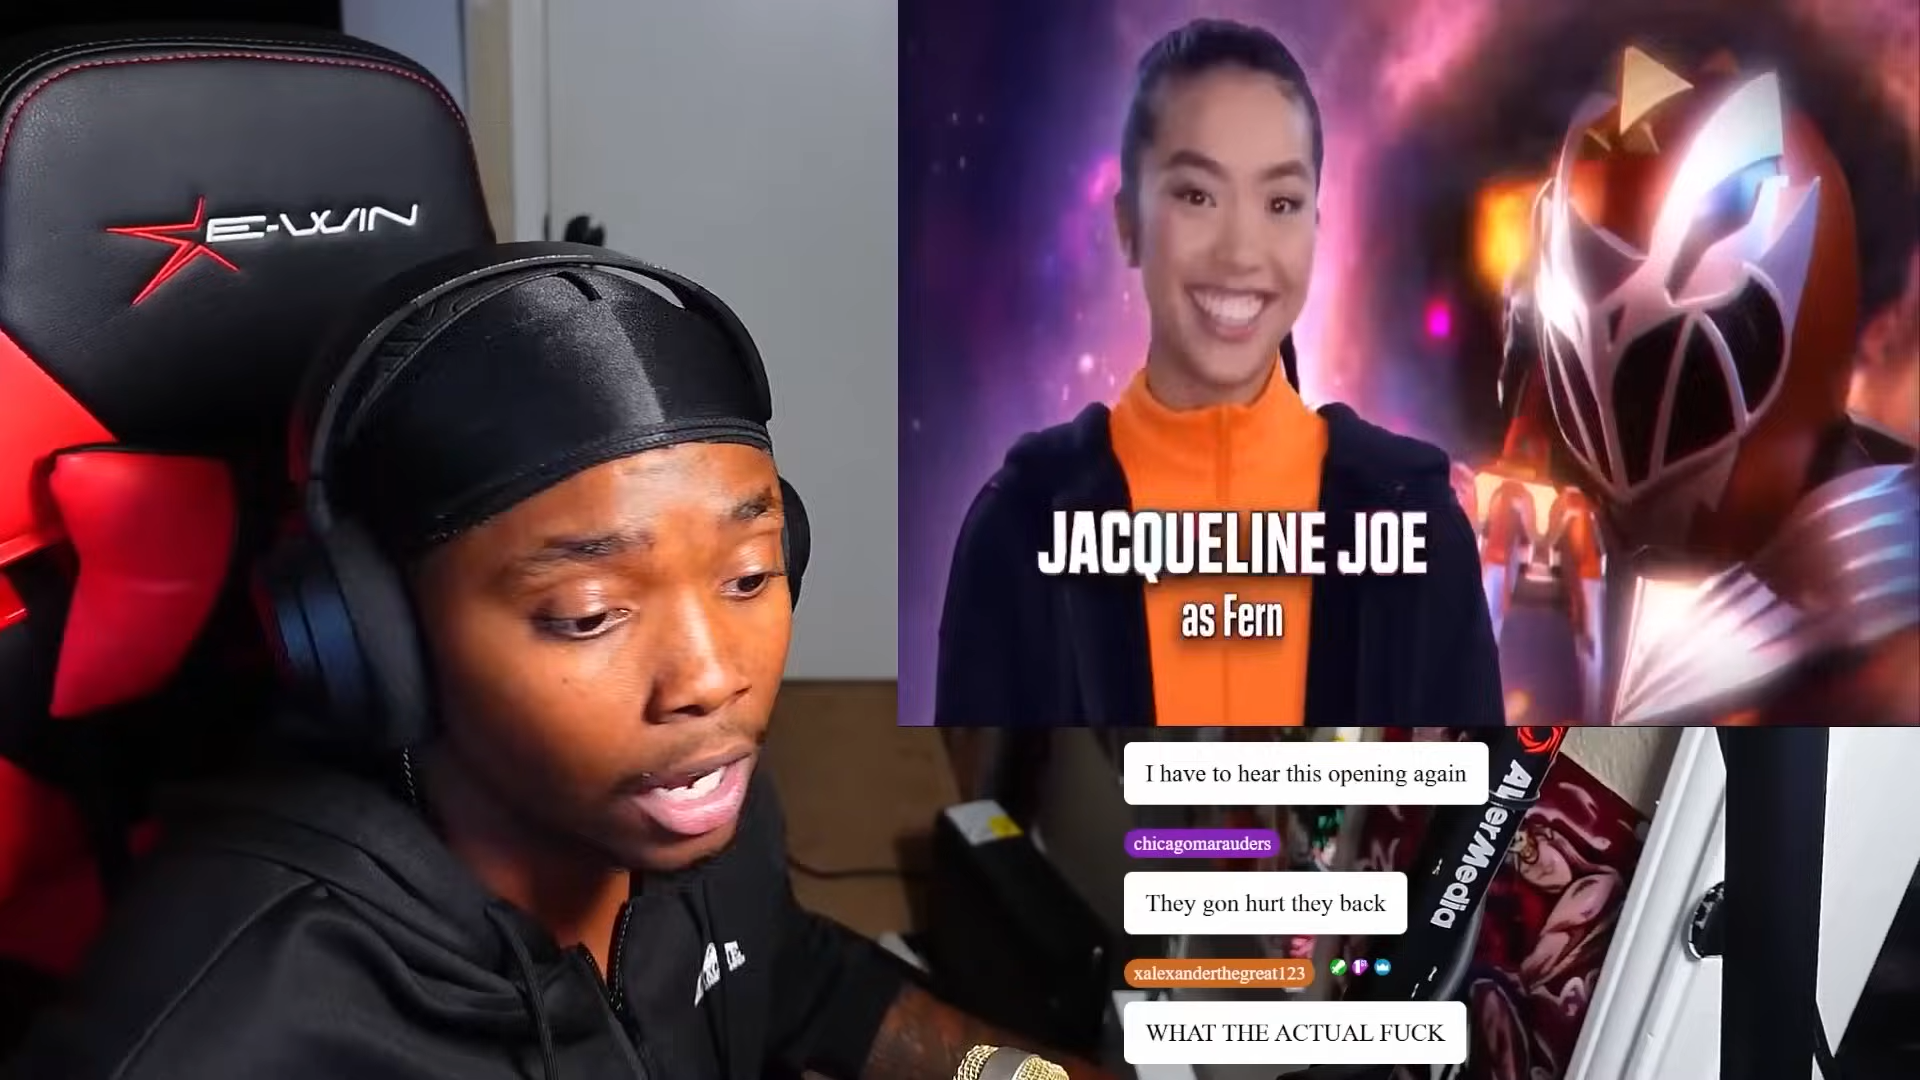 E-WIN
JACQUELINE JOE
as Fern
I have to hear this opening again
chicagomarauders
They gon hurt they back
xalexanderthegreat123
WHAT THE ACTUAL FUCK